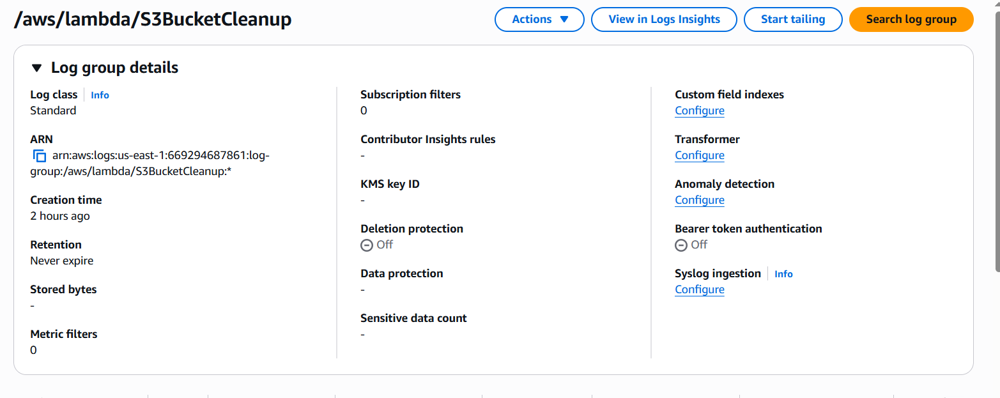 /aws/lambda/S3BucketCleanup
Actions
View in Logs Insights
Start tailing
Search log group
Log group details
Log class
Info
Standard
ARN
arn:aws:logs:us-east-1:669294687861:log-
group:/aws/lambda/S3BucketCleanup:*
Creation time
2 hours ago
Retention
Never expire
Stored bytes
-
Metric filters
0
Subscription filters
0
Contributor Insights rules
-
KMS key ID
-
Deletion protection
Off
Data protection
-
Sensitive data count
-
Custom field indexes
Configure
Transformer
Configure
Anomaly detection
Configure
Bearer token authentication
Off
Syslog ingestion
Info
Configure